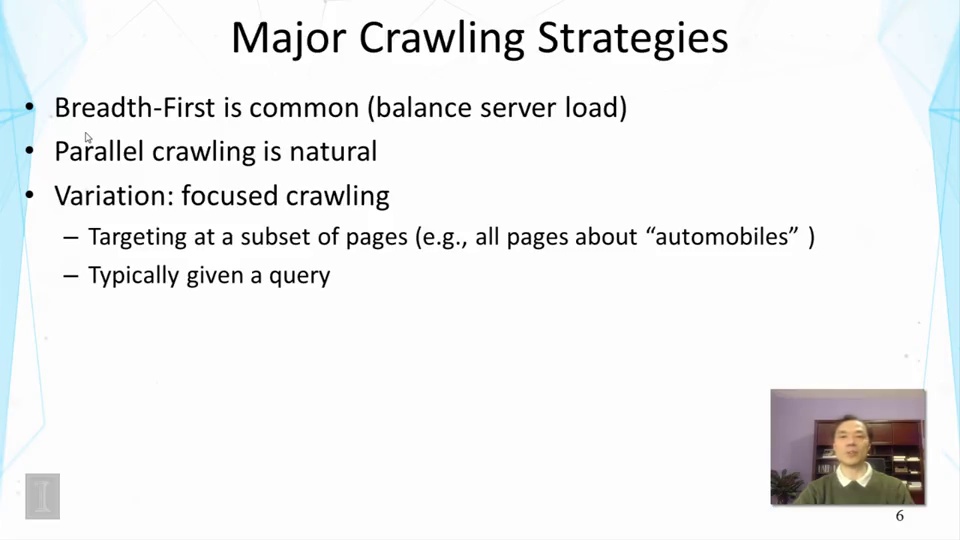 Major Crawling Strategies
• Breadth-First is common (balance server load)
• Parallel crawling is natural
• Variation: focused crawling
– Targeting at a subset of pages (e.g., all pages about “automobiles” )
– Typically given a query
I
6